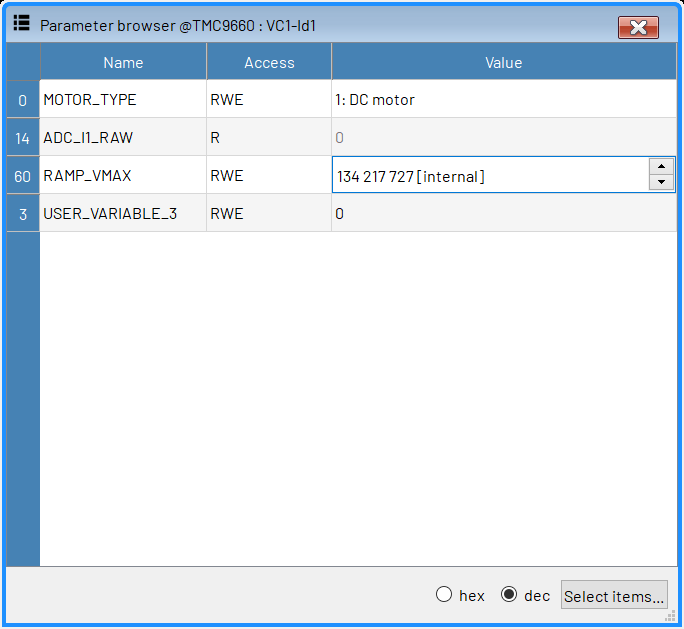 Parameter browser @TMC9660 : VC1-Id1
Name Access Value
0 MOTOR_TYPE RWE 1: DC motor
14 ADC_I1_RAW R 0
60 RAMP_VMAX RWE 134 217 727 [internal]
3 USER_VARIABLE_3 RWE 0
hex dec Select items...